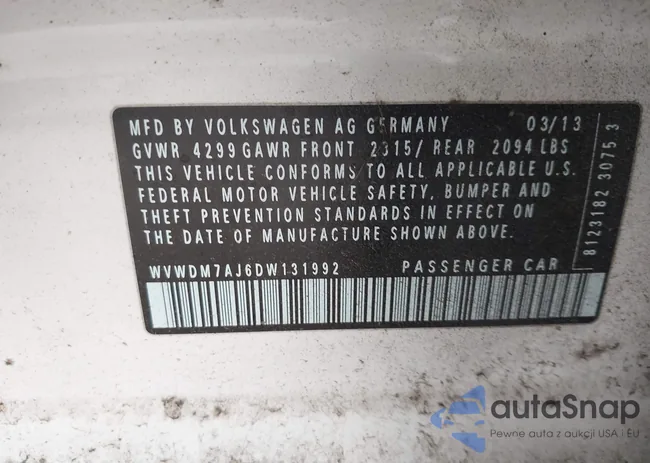 MFD BY VOLKSWAGEN AG GERMANY 03/13
GVWR 4299 GAWR FRONT 2315/ REAR 2094 LBS
THIS VEHICLE CONFORMS TO ALL APPLICABLE U.S.
FEDERAL MOTOR VEHICLE SAFETY, BUMPER AND
THEFT PREVENTION STANDARDS IN EFFECT ON
THE DATE OF MANUFACTURE SHOWN ABOVE.
WVWDM7AJ6DW131992 PASSENGER CAR
8123182 3075 3
autaSnap
Pewne auta z aukcji USA i EU